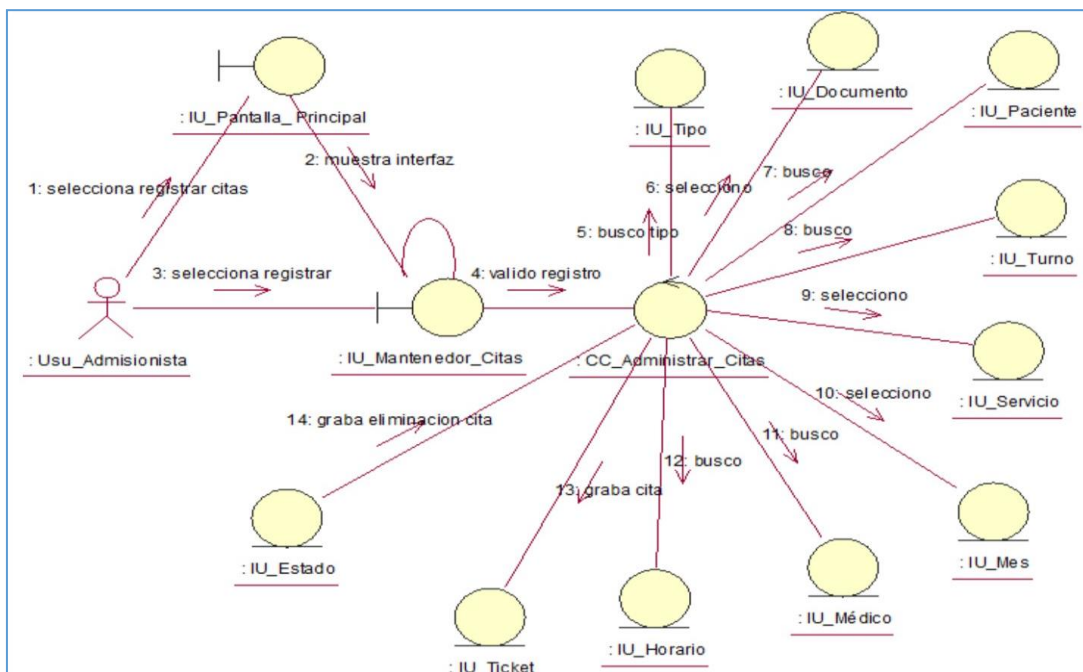 : IU_Documento
: IU_Pantalla_ Principal
: IU_Tipo
: IU_Paciente
2: muestra interfaz
1: selecciona registrar citas
7: busco
6: selecciono
5: busco tipo
8: busco
: IU_Turno
3: selecciona registrar
4: valido registro
9: selecciono
: Usu_Admisionista
: IU_Mantenedor_Citas
: CC_Administrar_Citas
10: selecciono
: IU_Servicio
14: graba eliminacion cita
11: busco
12: busco
13: graba cita
: IU_Estado
: IU_Mes
: IU_Médico
: IU_Ticket
: IU_Horario